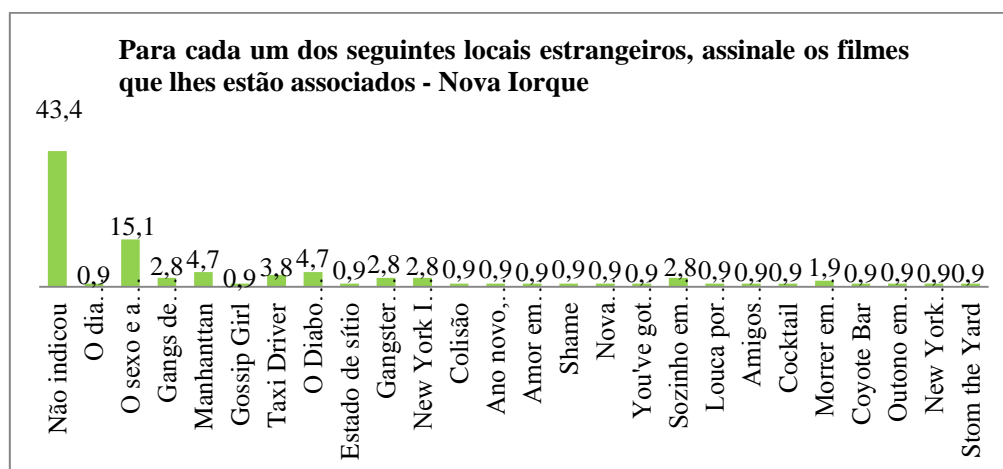 Para cada um dos seguintes locais estrangeiros, assinale os filmes
que lhes estão associados - Nova Iorque
43,4
0,9
15,1
2,8
4,7
0,9
3,8
4,7
0,9
2,8
2,8
0,9
0,9
0,9
0,9
0,9
0,9
2,8
0,9
0,9
0,9
1,9
0,9
0,9
0,9
0,9
Não indicou
O dia…
O sexo e a…
Gangs de…
Manhanttan
Gossip Girl
Taxi Driver
O Diabo…
Estado de sítio
Gangster…
New York I…
Colisão
Ano novo,…
Amor em…
Shame
Nova…
You've got…
Sozinho em…
Louca por…
Amigos…
Cocktail
Morrer em…
Coyote Bar
Outono em…
New York…
Stom the Yard